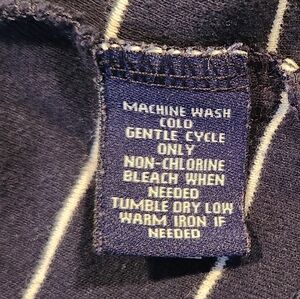 MACHINE WASH
COLD
GENTLE CYCLE
ONLY
NON-CHLORINE
BLEACH WHEN
NEEDED
TUMBLE DRY LOW
WARM IRON IF
NEEDED